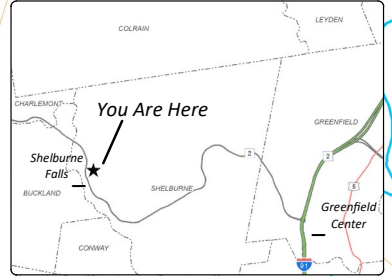 LEYDEN
COLRAIN
CHARLEMONT
You Are Here
GREENFIELD
2
Shelburne
Falls
2
5
BUCKLAND
SHELBURNE
Greenfield
Center
CONWAY
91